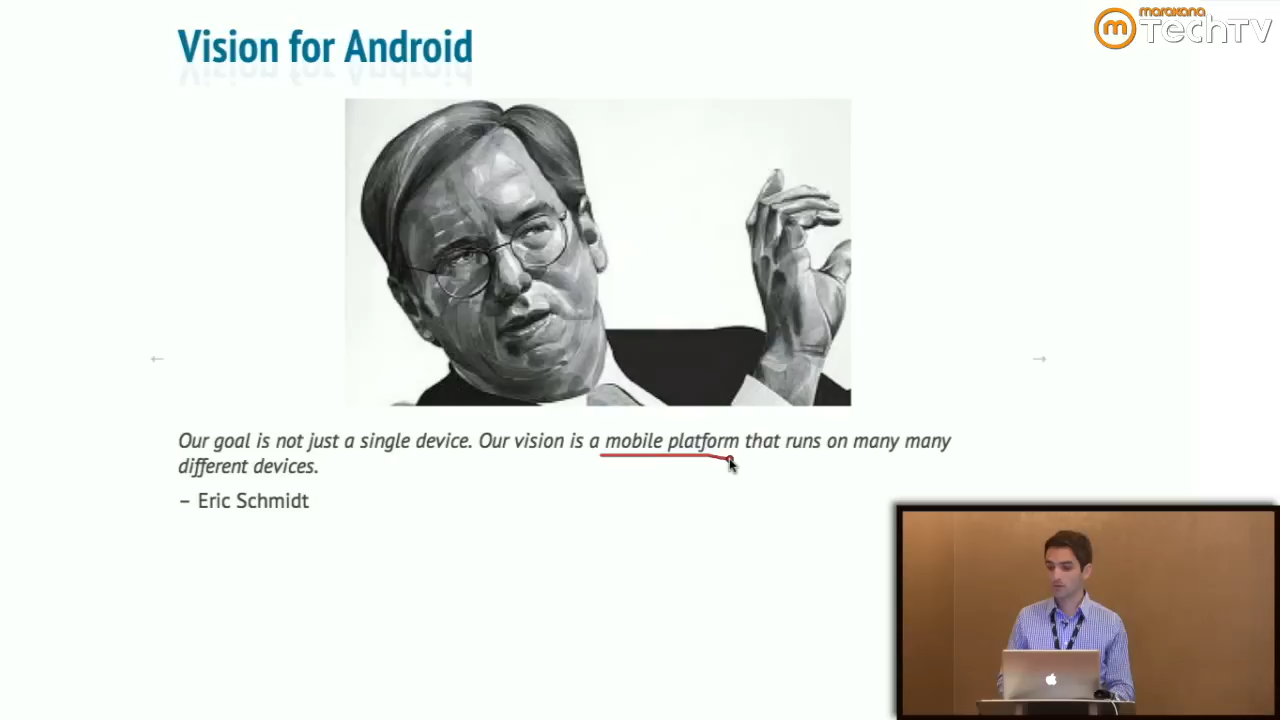 marakana
TechTV
Vision for Android
Our goal is not just a single device. Our vision is a mobile platform that runs on many many
different devices.
– Eric Schmidt